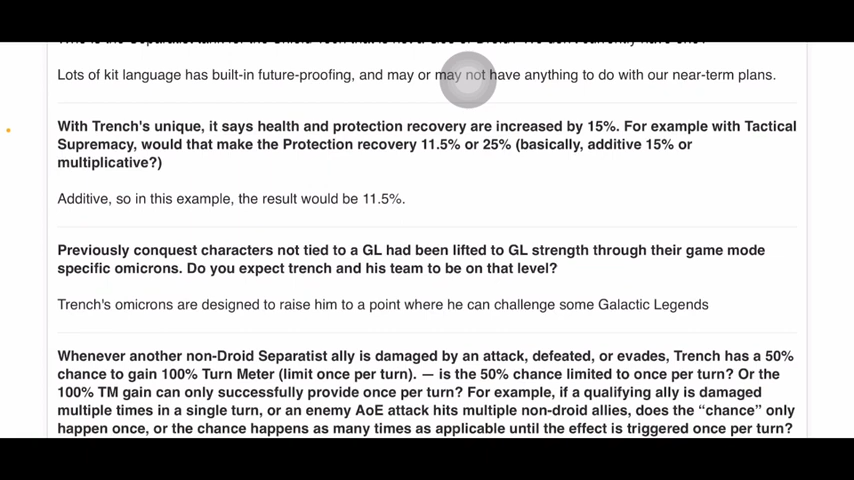 Lots of kit language has built-in future-proofing, and may or may not have anything to do with our near-term plans.
With Trench's unique, it says health and protection recovery are increased by 15%. For example with Tactical
Supremacy, would that make the Protection recovery 11.5% or 25% (basically, additive 15% or
multiplicative?)
Additive, so in this example, the result would be 11.5%.
Previously conquest characters not tied to a GL had been lifted to GL strength through their game mode
specific omicrons. Do you expect trench and his team to be on that level?
Trench's omicrons are designed to raise him to a point where he can challenge some Galactic Legends
Whenever another non-Droid Separatist ally is damaged by an attack, defeated, or evades, Trench has a 50%
chance to gain 100% Turn Meter (limit once per turn). — is the 50% chance limited to once per turn? Or the
100% TM gain can only successfully provide once per turn? For example, if a qualifying ally is damaged
multiple times in a single turn, or an enemy AoE attack hits multiple non-droid allies, does the “chance” only
happen once, or the chance happens as many times as applicable until the effect is triggered once per turn?